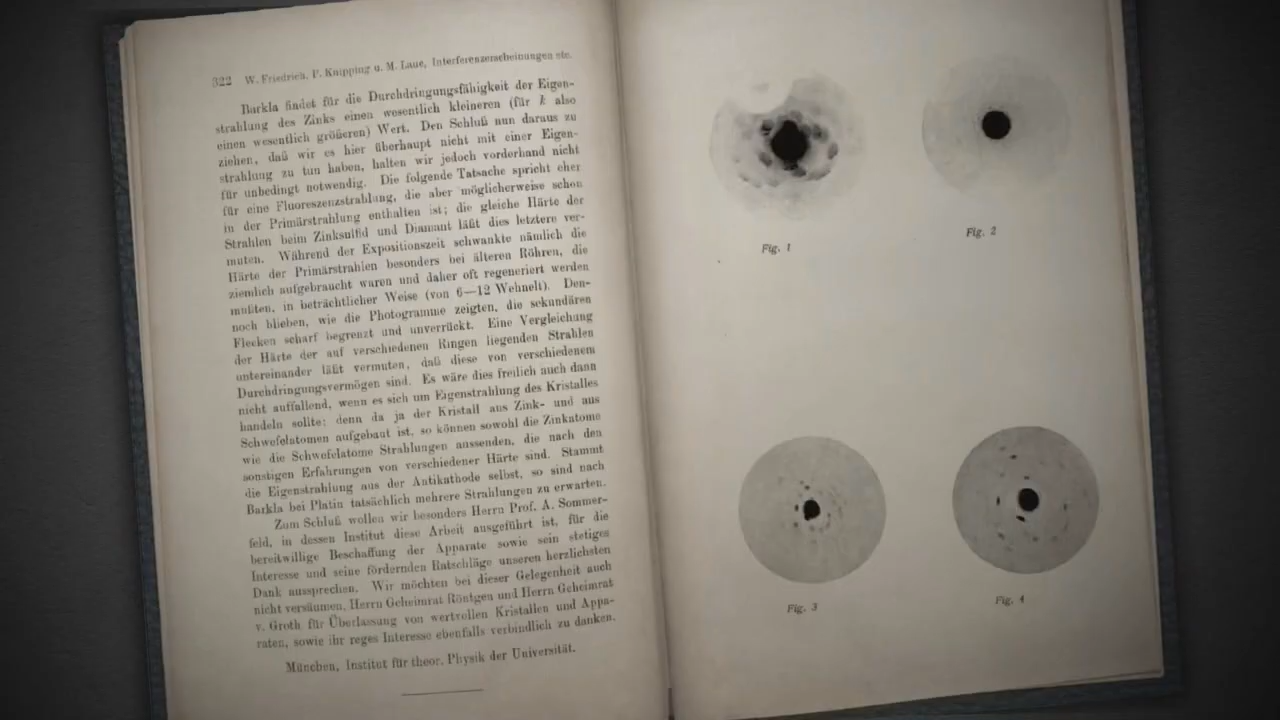 322 W. Friedrich, P. Knipping u. M. Laue, Interferenzerscheinungen etc.
Barkla findet für die Durchdringungsfähigkeit der Eigen-
strahlung des Zinks einen wesentlich kleineren (für k also
einen wesentlich größeren) Wert. Den Schluß nun daraus zu
ziehen, daß wir es hier überhaupt nicht mit einer Eigen-
strahlung zu tun haben, halten wir jedoch vorderhand nicht
für unbedingt notwendig. Die folgende Tatsache spricht eher
für eine Fluoreszenzstrahlung, die aber möglicherweise schon
in der Primärstrahlung enthalten ist; die gleiche Härte der
Strahlen beim Zinksulfid und Diamant läßt dies letztere ver-
muten. Während der Expositionszeit schwankte nämlich die
Härte der Primärstrahlen besonders bei älteren Röhren, die
ziemlich aufgebraucht waren und daher oft regeneriert werden
mußten, in beträchtlicher Weise (von 6—12 Wehnelt). Den-
noch blieben, wie die Photogramme zeigten, die sekundären
Flecken scharf begrenzt und unverrückt. Eine Vergleichung
der Härte der auf verschiedenen Ringen liegenden Strahlen
untereinander läßt vermuten, daß diese von verschiedenem
Durchdringungsvermögen sind. Es wäre dies freilich auch dann
nicht auffallend, wenn es sich um Eigenstrahlung des Kristalles
handeln sollte; denn da ja der Kristall aus Zink- und aus
Schwefelatomen aufgebaut ist, so können sowohl die Zinkatome
wie die Schwefelatome Strahlungen aussenden, die nach den
sonstigen Erfahrungen von verschiedener Härte sind. Stammt
die Eigenstrahlung aus der Antikathode selbst, so sind nach
Barkla bei Platin tatsächlich mehrere Strahlungen zu erwarten.
Zum Schluß wollen wir besonders Herrn Prof. A. Sommer-
feld, in dessen Institut diese Arbeit ausgeführt ist, für die
bereitwillige Beschaffung der Apparate sowie sein stetiges
Interesse und seine fördernden Ratschläge unseren herzlichsten
Dank aussprechen. Wir möchten bei dieser Gelegenheit auch
nicht versäumen, Herrn Geheimrat Röntgen und Herrn Geheimrat
v. Groth für Überlassung von wertvollen Kristallen und Appa-
raten, sowie ihr reges Interesse ebenfalls verbindlich zu danken.
München, Institut für theor. Physik der Universität.
Fig. 1
Fig. 2
Fig. 3
Fig. 4